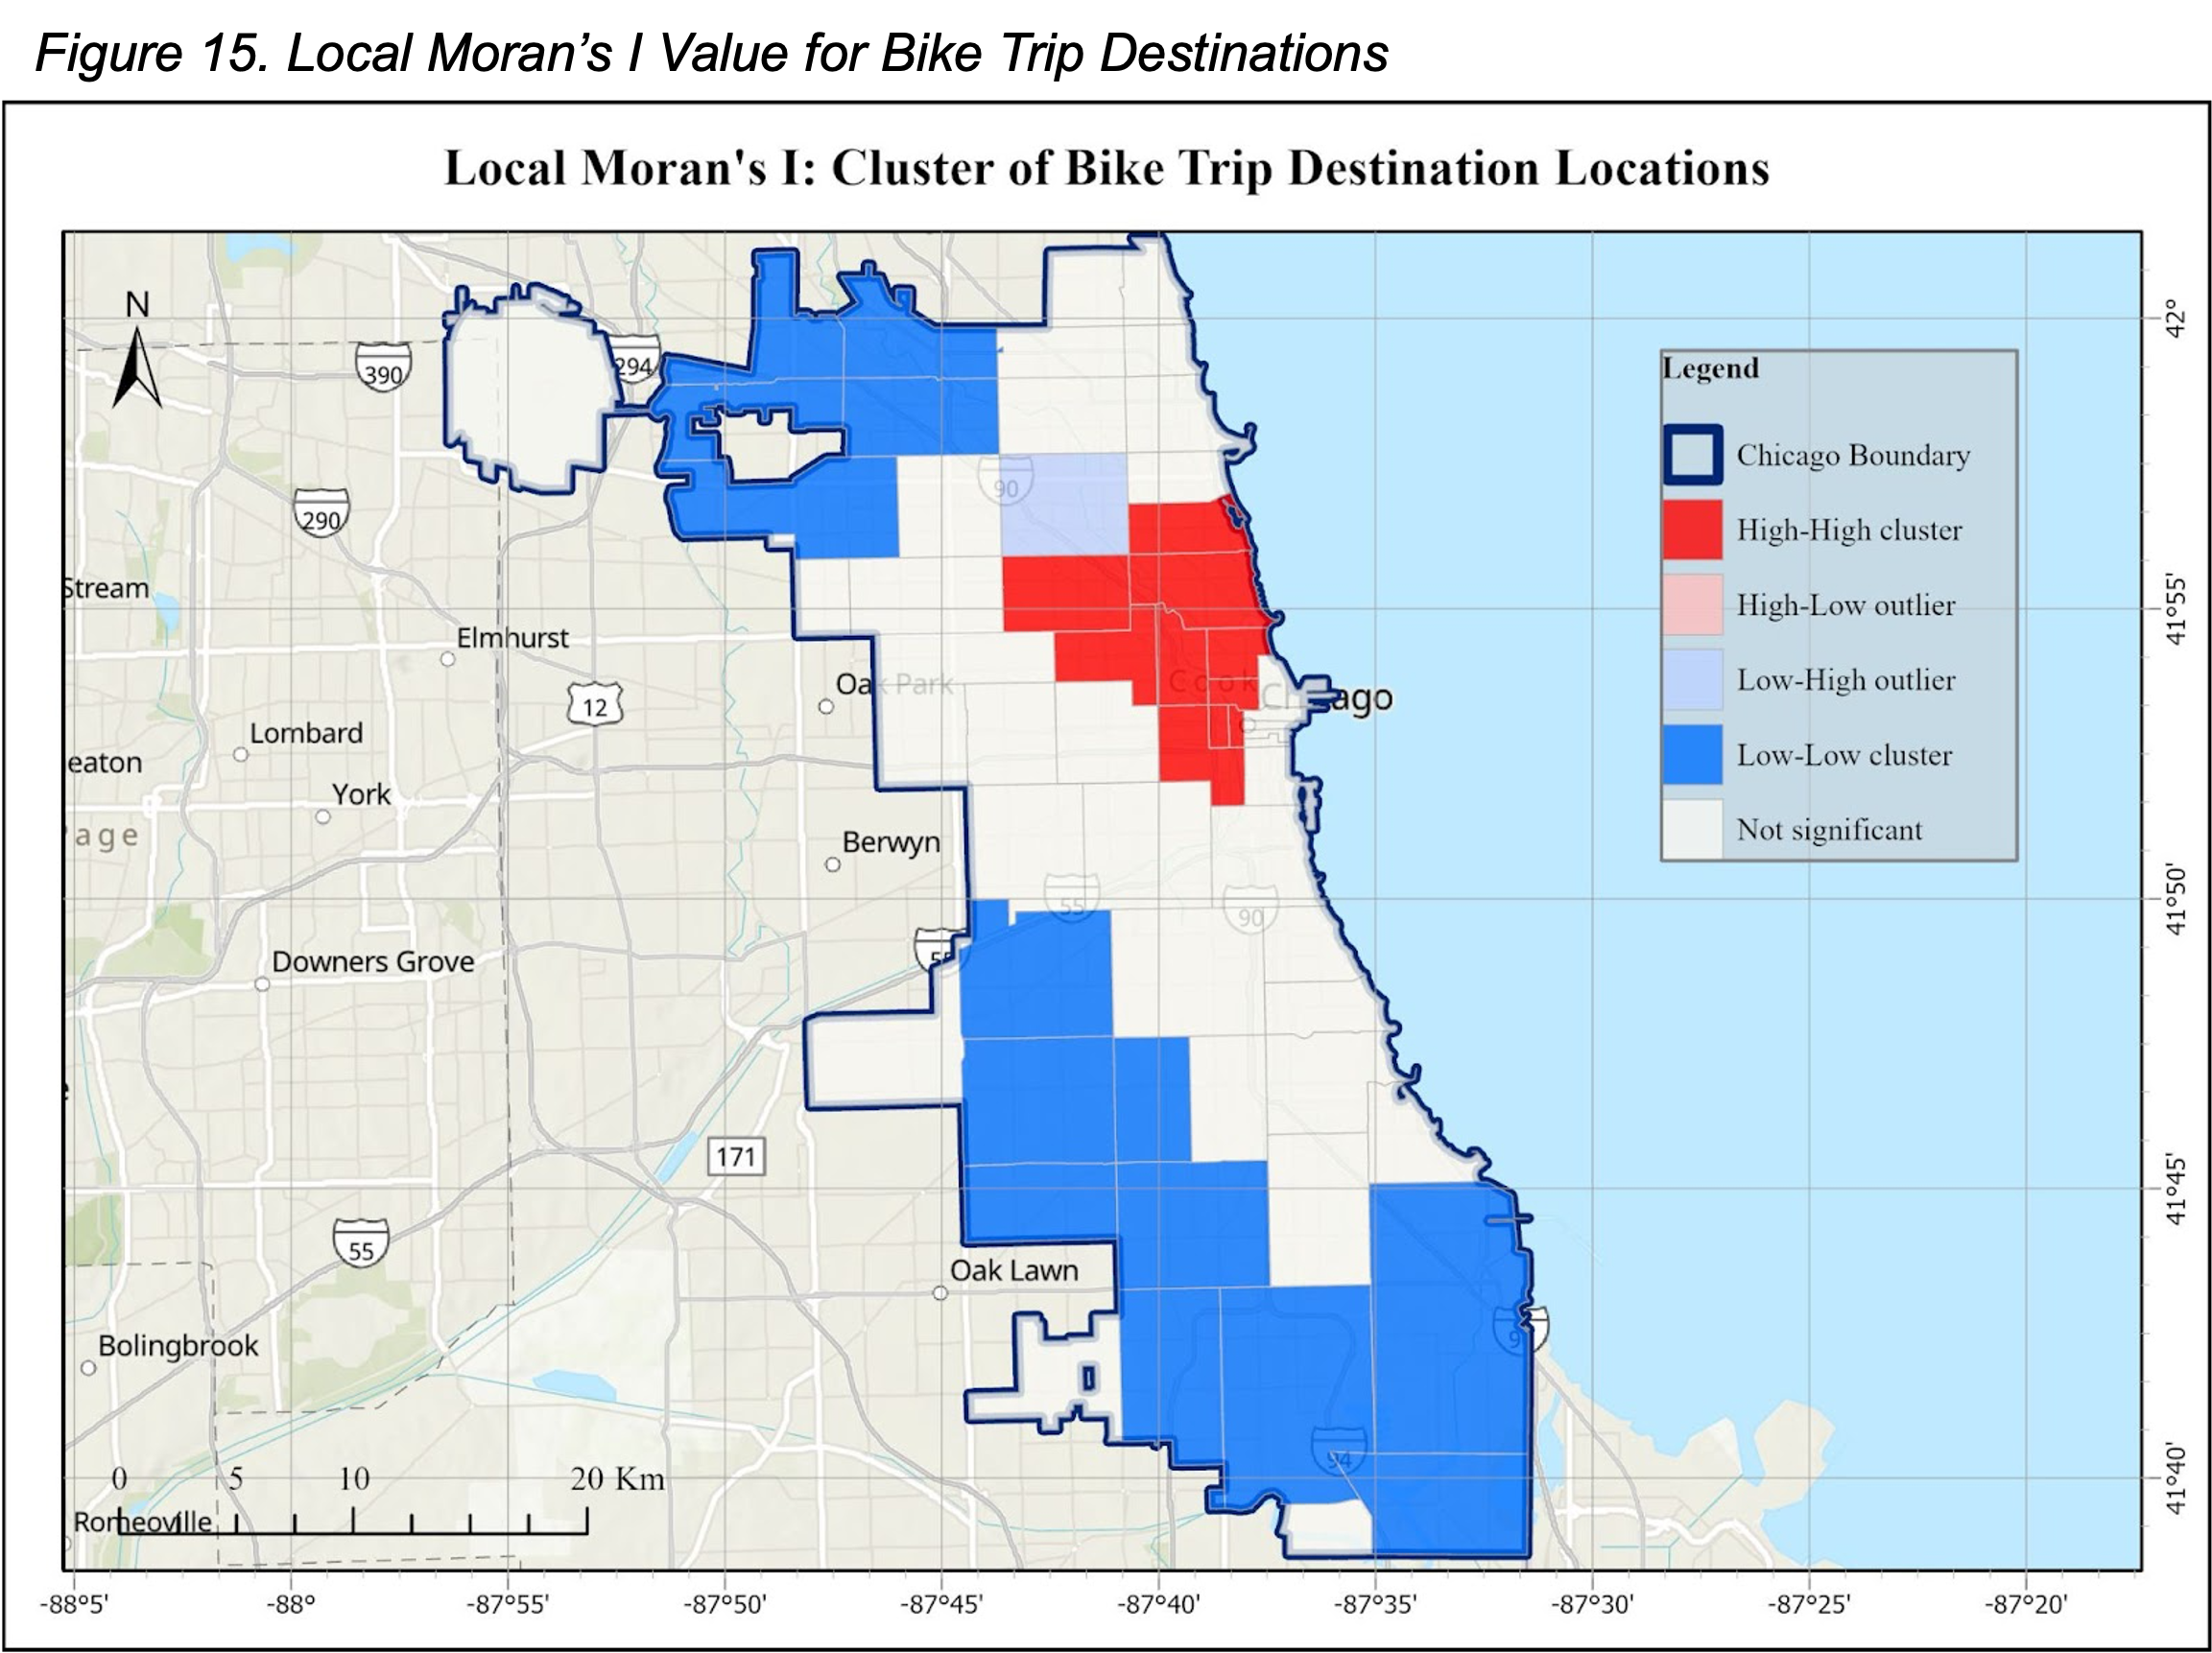 Figure 15. Local Moran’s I Value for Bike Trip Destinations
Local Moran's I: Cluster of Bike Trip Destination Locations
N
42°
294
390
Legend
Chicago Boundary
90
290
High-High cluster
Stream
41°55'
High-Low outlier
Elmhurst
Low-High outlier
Cook
Oak Park
Chicago
12
Lombard
Low-Low cluster
eaton
York
Not significant
age
Berwyn
41°50'
55
90
55
Downers Grove
171
41°45'
55
Oak Lawn
Bolingbrook
94
41°40'
0 5 10 20 Km
Romeoville
-88°5' -88° -87°55' -87°50' -87°45' -87°40' -87°35' -87°30' -87°25' -87°20'